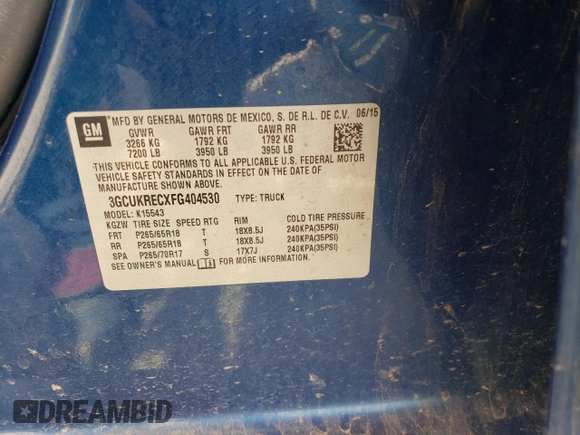 GM
MFD BY GENERAL MOTORS DE MEXICO, S. DE R.L. DE C.V. 06/15
GVWR GAWR FRT GAWR RR
3266 KG 1792 KG 1792 KG
7200 LB 3950 LB 3950 LB
THIS VEHICLE CONFORMS TO ALL APPLICABLE U.S. FEDERAL MOTOR
VEHICLE SAFETY STANDARDS IN EFFECT ON THE DATE OF
MANUFACTURE SHOWN ABOVE.
3GCUKRECXFG404530 TYPE: TRUCK
MODEL: K15543
KGZW TIRE SIZE SPEED RTG RIM COLD TIRE PRESSURE
FRT P265/65R18 T 18X8.5J 240KPA(35PSI)
RR P265/65R18 T 18X8.5J 240KPA(35PSI)
SPA P265/70R17 S 17X7J 240KPA(35PSI)
SEE OWNER'S MANUAL FOR MORE INFORMATION.
DREAMBID